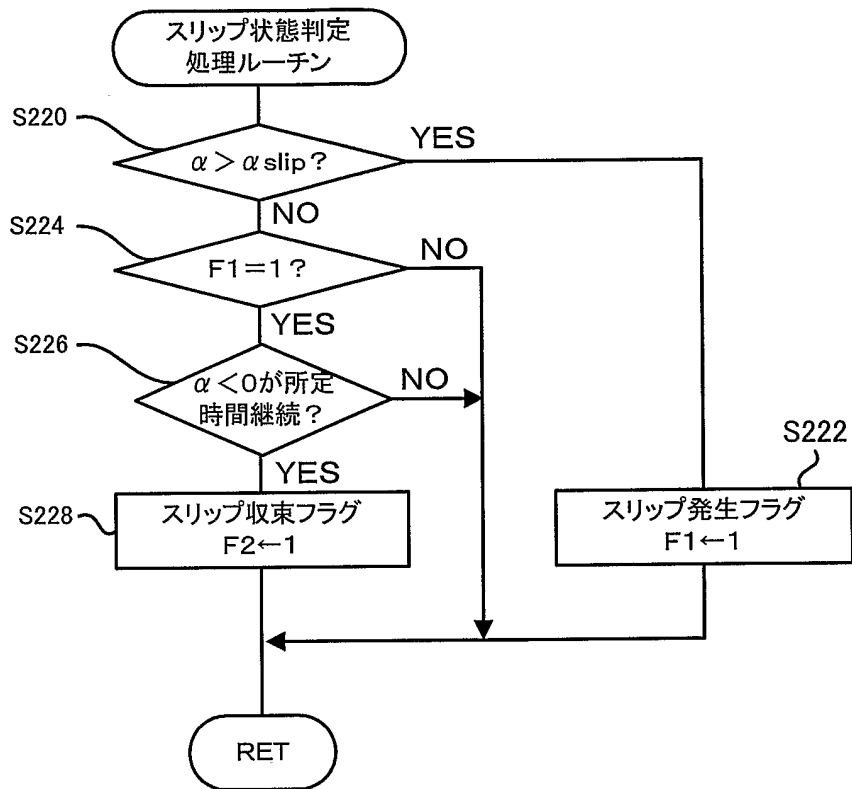 スリップ状態判定
処理ルーチン
S220
α>αslip?
YES
NO
S224
F1=1?
NO
YES
S226
α<0が所定
時間継続?
NO
YES
S222
スリップ発生フラグ
F1←1
S228
スリップ収束フラグ
F2←1
RET